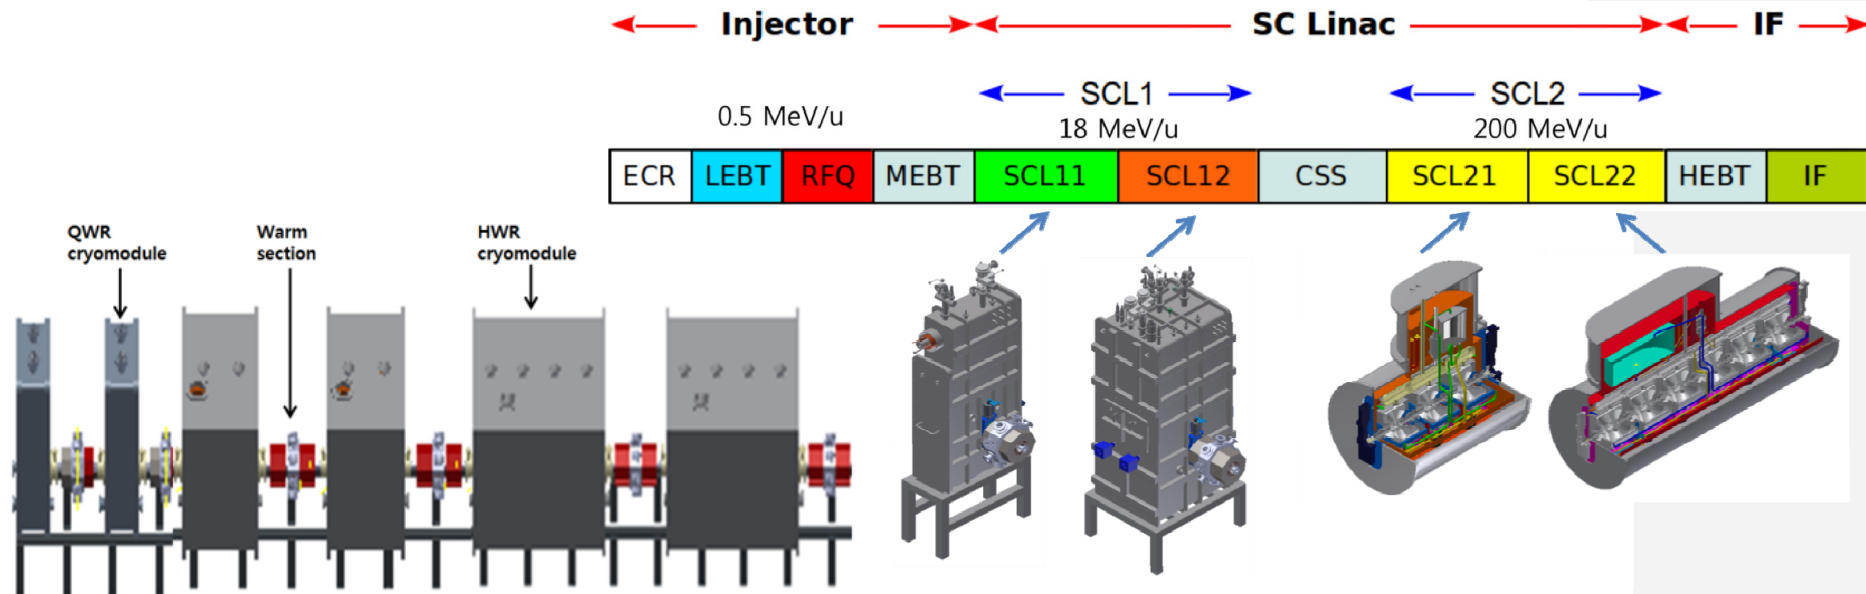 Injector SC Linac IF
SCL1 SCL2
0.5 MeV/u 18 MeV/u 200 MeV/u
ECR LEBT RFQ MEBT SCL11 SCL12 CSS SCL21 SCL22 HEBT IF
QWR
cryomodule
Warm
section
HWR
cryomodule